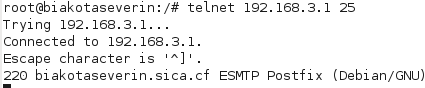 root@biakotaseverin:/# telnet 192.168.3.1 25
Trying 192.168.3.1...
Connected to 192.168.3.1.
Escape character is '^]'.
220 biakotaseverin.sica.cf ESMTP Postfix (Debian/GNU)